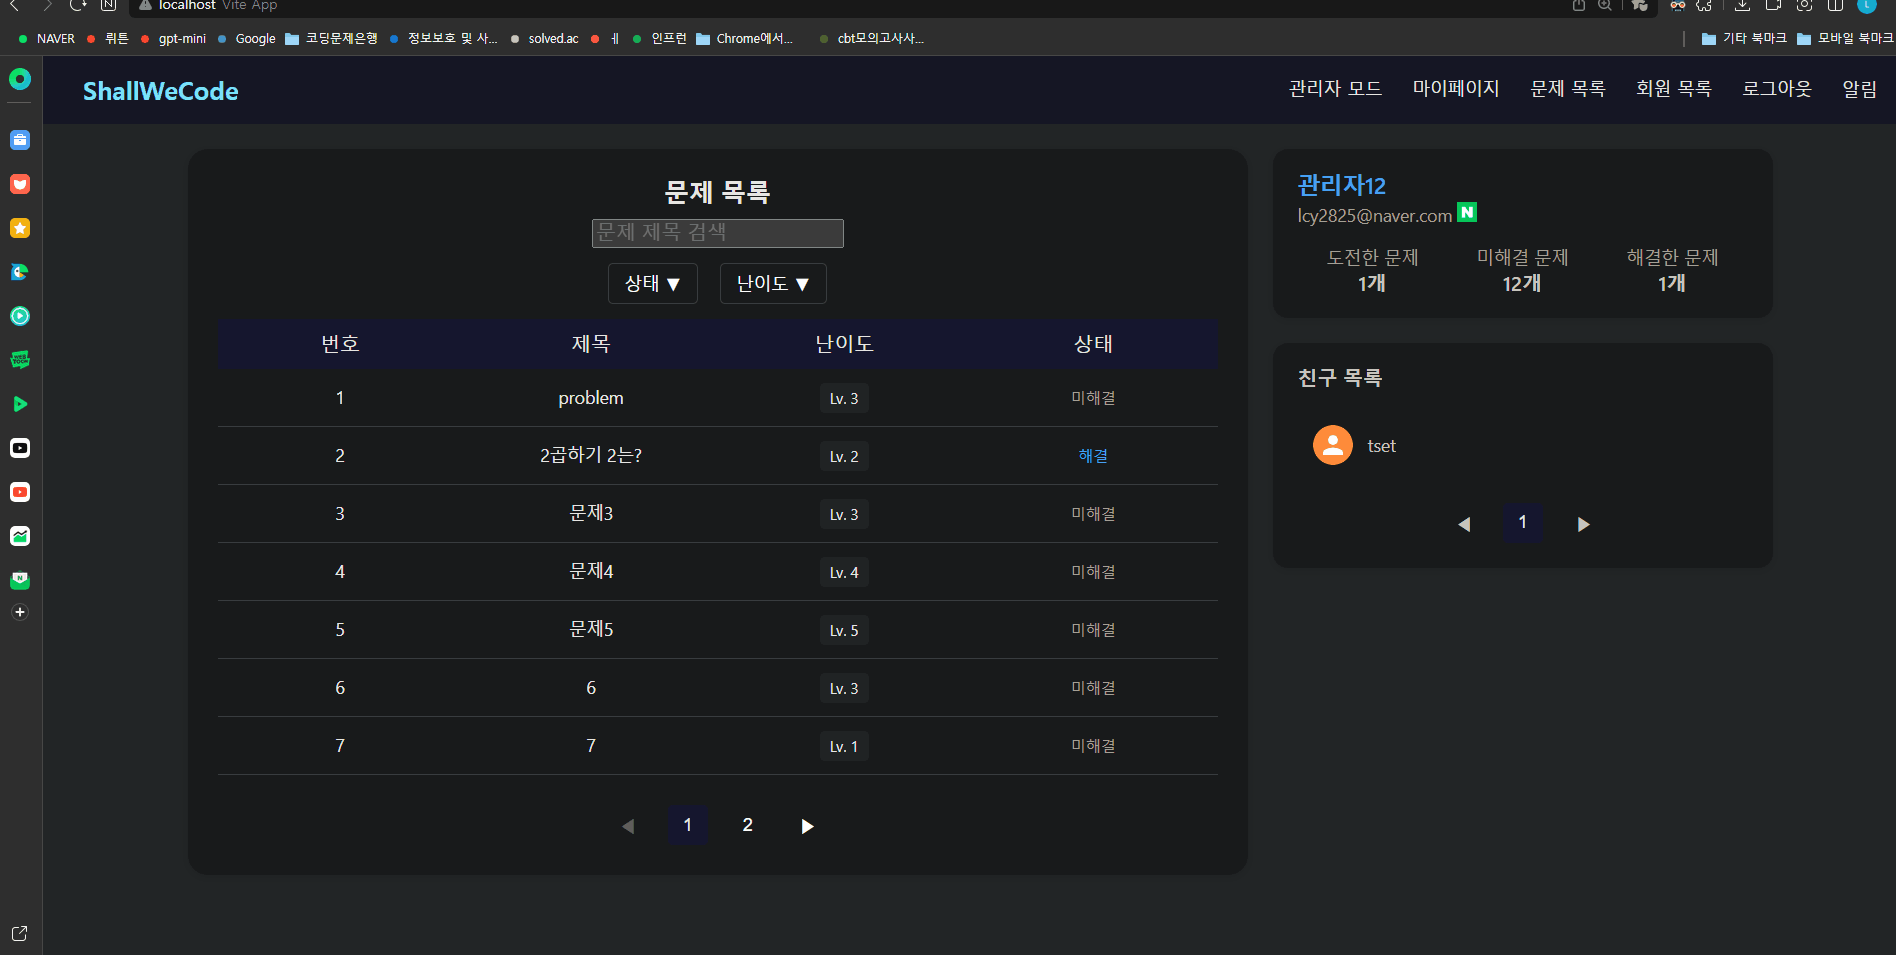 localhost Vite App
NAVER 뤼튼 gpt-mini Google 코딩문제은행 정보보호 및 사... solved.ac ㅔ 인프런 Chrome에서... cbt모의고사사... 기타 북마크 모바일 북마크
ShallWeCode 관리자 모드 마이페이지 문제 목록 회원 목록 로그아웃 알림
문제 목록
문제 제목 검색
상태 ▼ 난이도 ▼
번호 제목 난이도 상태
1 problem Lv. 3 미해결
2 2곱하기 2는? Lv. 2 해결
3 문제3 Lv. 3 미해결
4 문제4 Lv. 4 미해결
5 문제5 Lv. 5 미해결
6 6 Lv. 3 미해결
7 7 Lv. 1 미해결
◀ 1 2 ▶
관리자12
lcy2825@naver.com N
도전한 문제 미해결 문제 해결한 문제
1개 12개 1개
친구 목록
tset
◀ 1 ▶